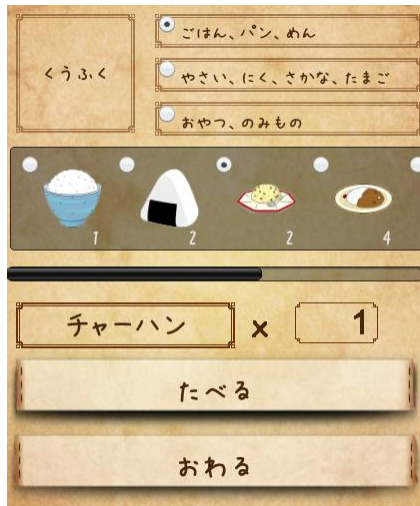 くうふく
ごはん、パン、めん
やさい、にく、さかな、たまご
おやつ、のみもの
1 2 2 4
チャーハン x 1
たべる
おわる